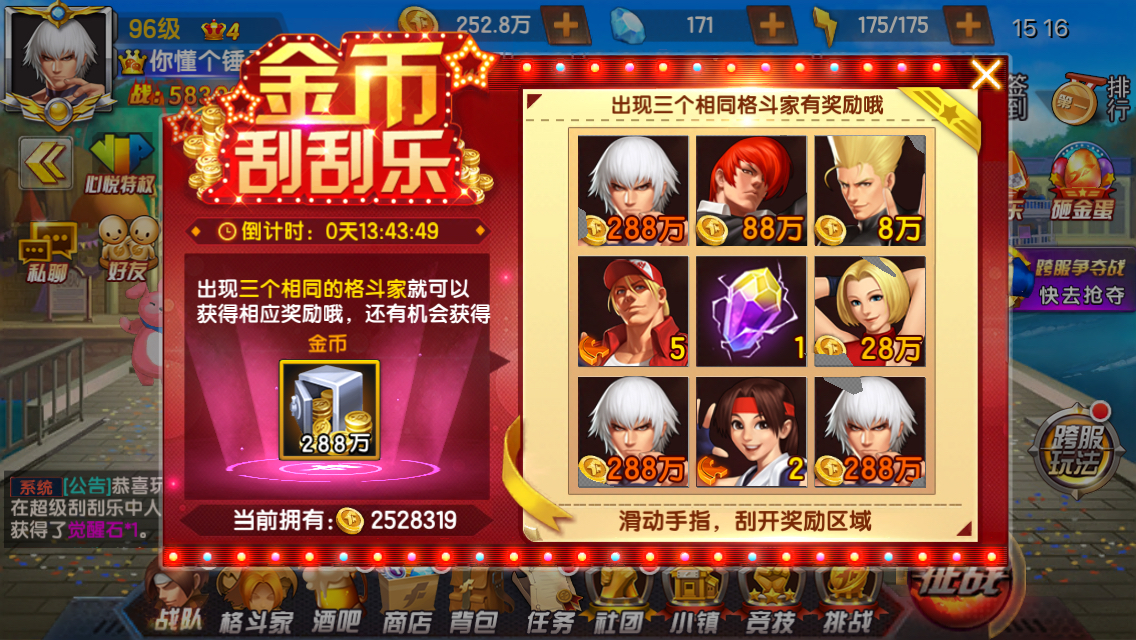 96级 4
252.8万
171
175/175
15 16
你懂个锤
战:583
金币
刮刮乐
倒计时：0天13:43:49
出现三个相同的格斗家就可以
获得相应奖励哦，还有机会获得
金币
288万
当前拥有: 2528319
出现三个相同格斗家有奖励哦
288万
88万
8万
5
1
28万
288万
2
288万
滑动手指，刮开奖励区域
心悦特权
私聊
好友
签到
第一
排行
砸金蛋
跨服争夺战
快去抢夺
跨服
玩法
系统 [公告]恭喜玩
在超级刮刮乐中人
获得了觉醒石*1。
战队
格斗家
酒吧
商店
背包
任务
社团
小镇
竞技
挑战
挑战